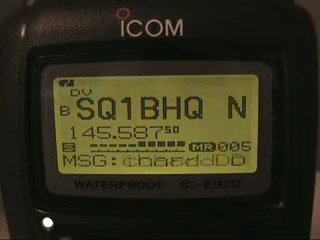 ICOM
DV
B SQ1BHQ N
145.587 50
S MR 005
MSG:
WATERPROOF IC-E92D